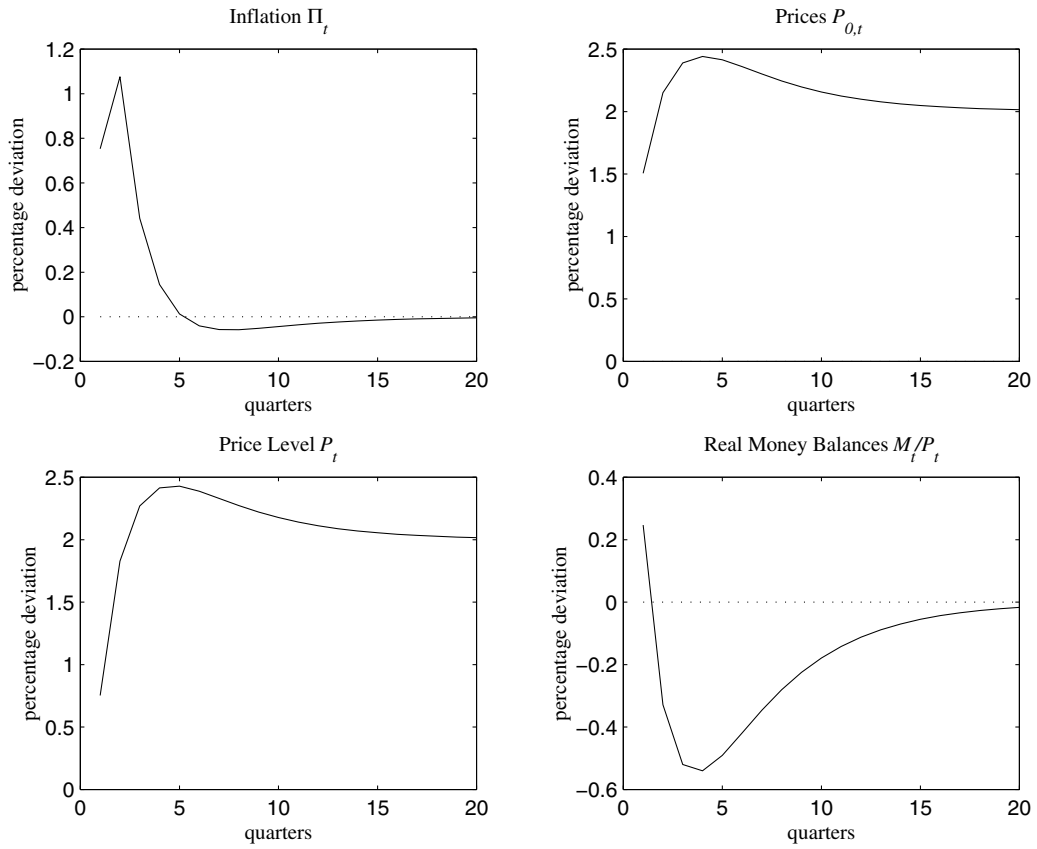 Inflation Π_t
percentage deviation
1.2
1
0.8
0.6
0.4
0.2
0
−0.2
0 5 10 15 20
quarters
Prices P_{0,t}
percentage deviation
2.5
2
1.5
1
0.5
0
0 5 10 15 20
quarters
Price Level P_t
percentage deviation
2.5
2
1.5
1
0.5
0
0 5 10 15 20
quarters
Real Money Balances M_t/P_t
percentage deviation
0.4
0.2
0
−0.2
−0.4
−0.6
0 5 10 15 20
quarters